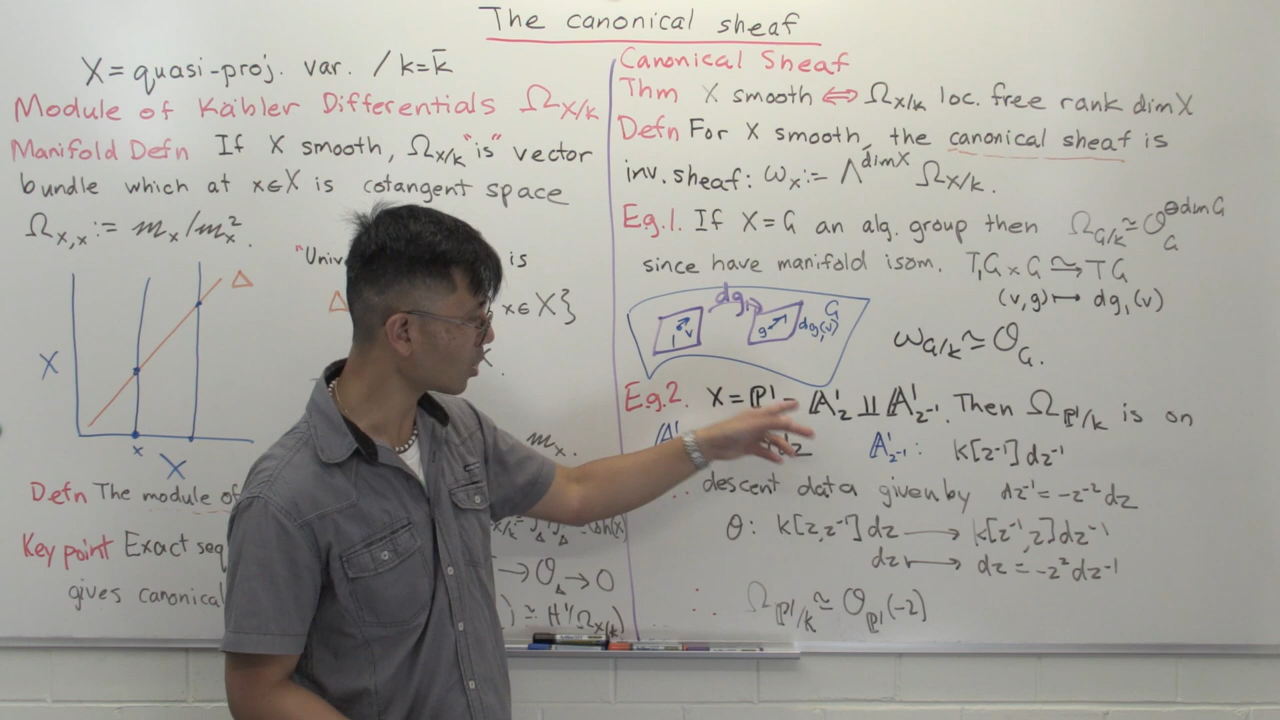 The canonical sheaf
X = quasi-proj. var. / k=k̄
Module of Kähler Differentials Ω_{X/k}
Manifold Defn If X smooth, Ω_{X/k} "is" vector
bundle which at x∈X is cotangent space
Ω_{X,x} := m_x/m_x^2.
"Univ is
Δ x∈X}
X
Δ
x
X
m_x.
Defn The module of
Key point Exact seq → O_Δ → 0
gives canonical ≃ H^1(Ω_{X/k})
Canonical Sheaf
Thm X smooth ⟺ Ω_{X/k} loc. free rank dim X
Defn For X smooth, the canonical sheaf is
inv. sheaf: ω_X := Λ^{dim X} Ω_{X/k}.
Eg.1. If X = G an alg. group then Ω_{G/k} ≃ O_G^{⊕dim G}
since have manifold isom. T_1G × G ≅ TG
(v,g) ↦ dg_1(v)
dg_1
1 v g dg_1(v) G
ω_{G/k} ≃ O_G.
E.g.2. X = ℙ^1 = 𝔸^1_z ⨿ 𝔸^1_{z^{-1}}. Then Ω_{ℙ^1/k} is on
𝔸^1 dz 𝔸^1_{z^{-1}}: k[z^{-1}] dz^{-1}
descent data given by dz^{-1} = -z^{-2} dz
θ: k[z,z^{-1}] dz ⟶ k[z^{-1},z] dz^{-1}
dz ⟼ dz = -z^2 dz^{-1}
∴ Ω_{ℙ^1/k} ≃ O_{ℙ^1}(-2)